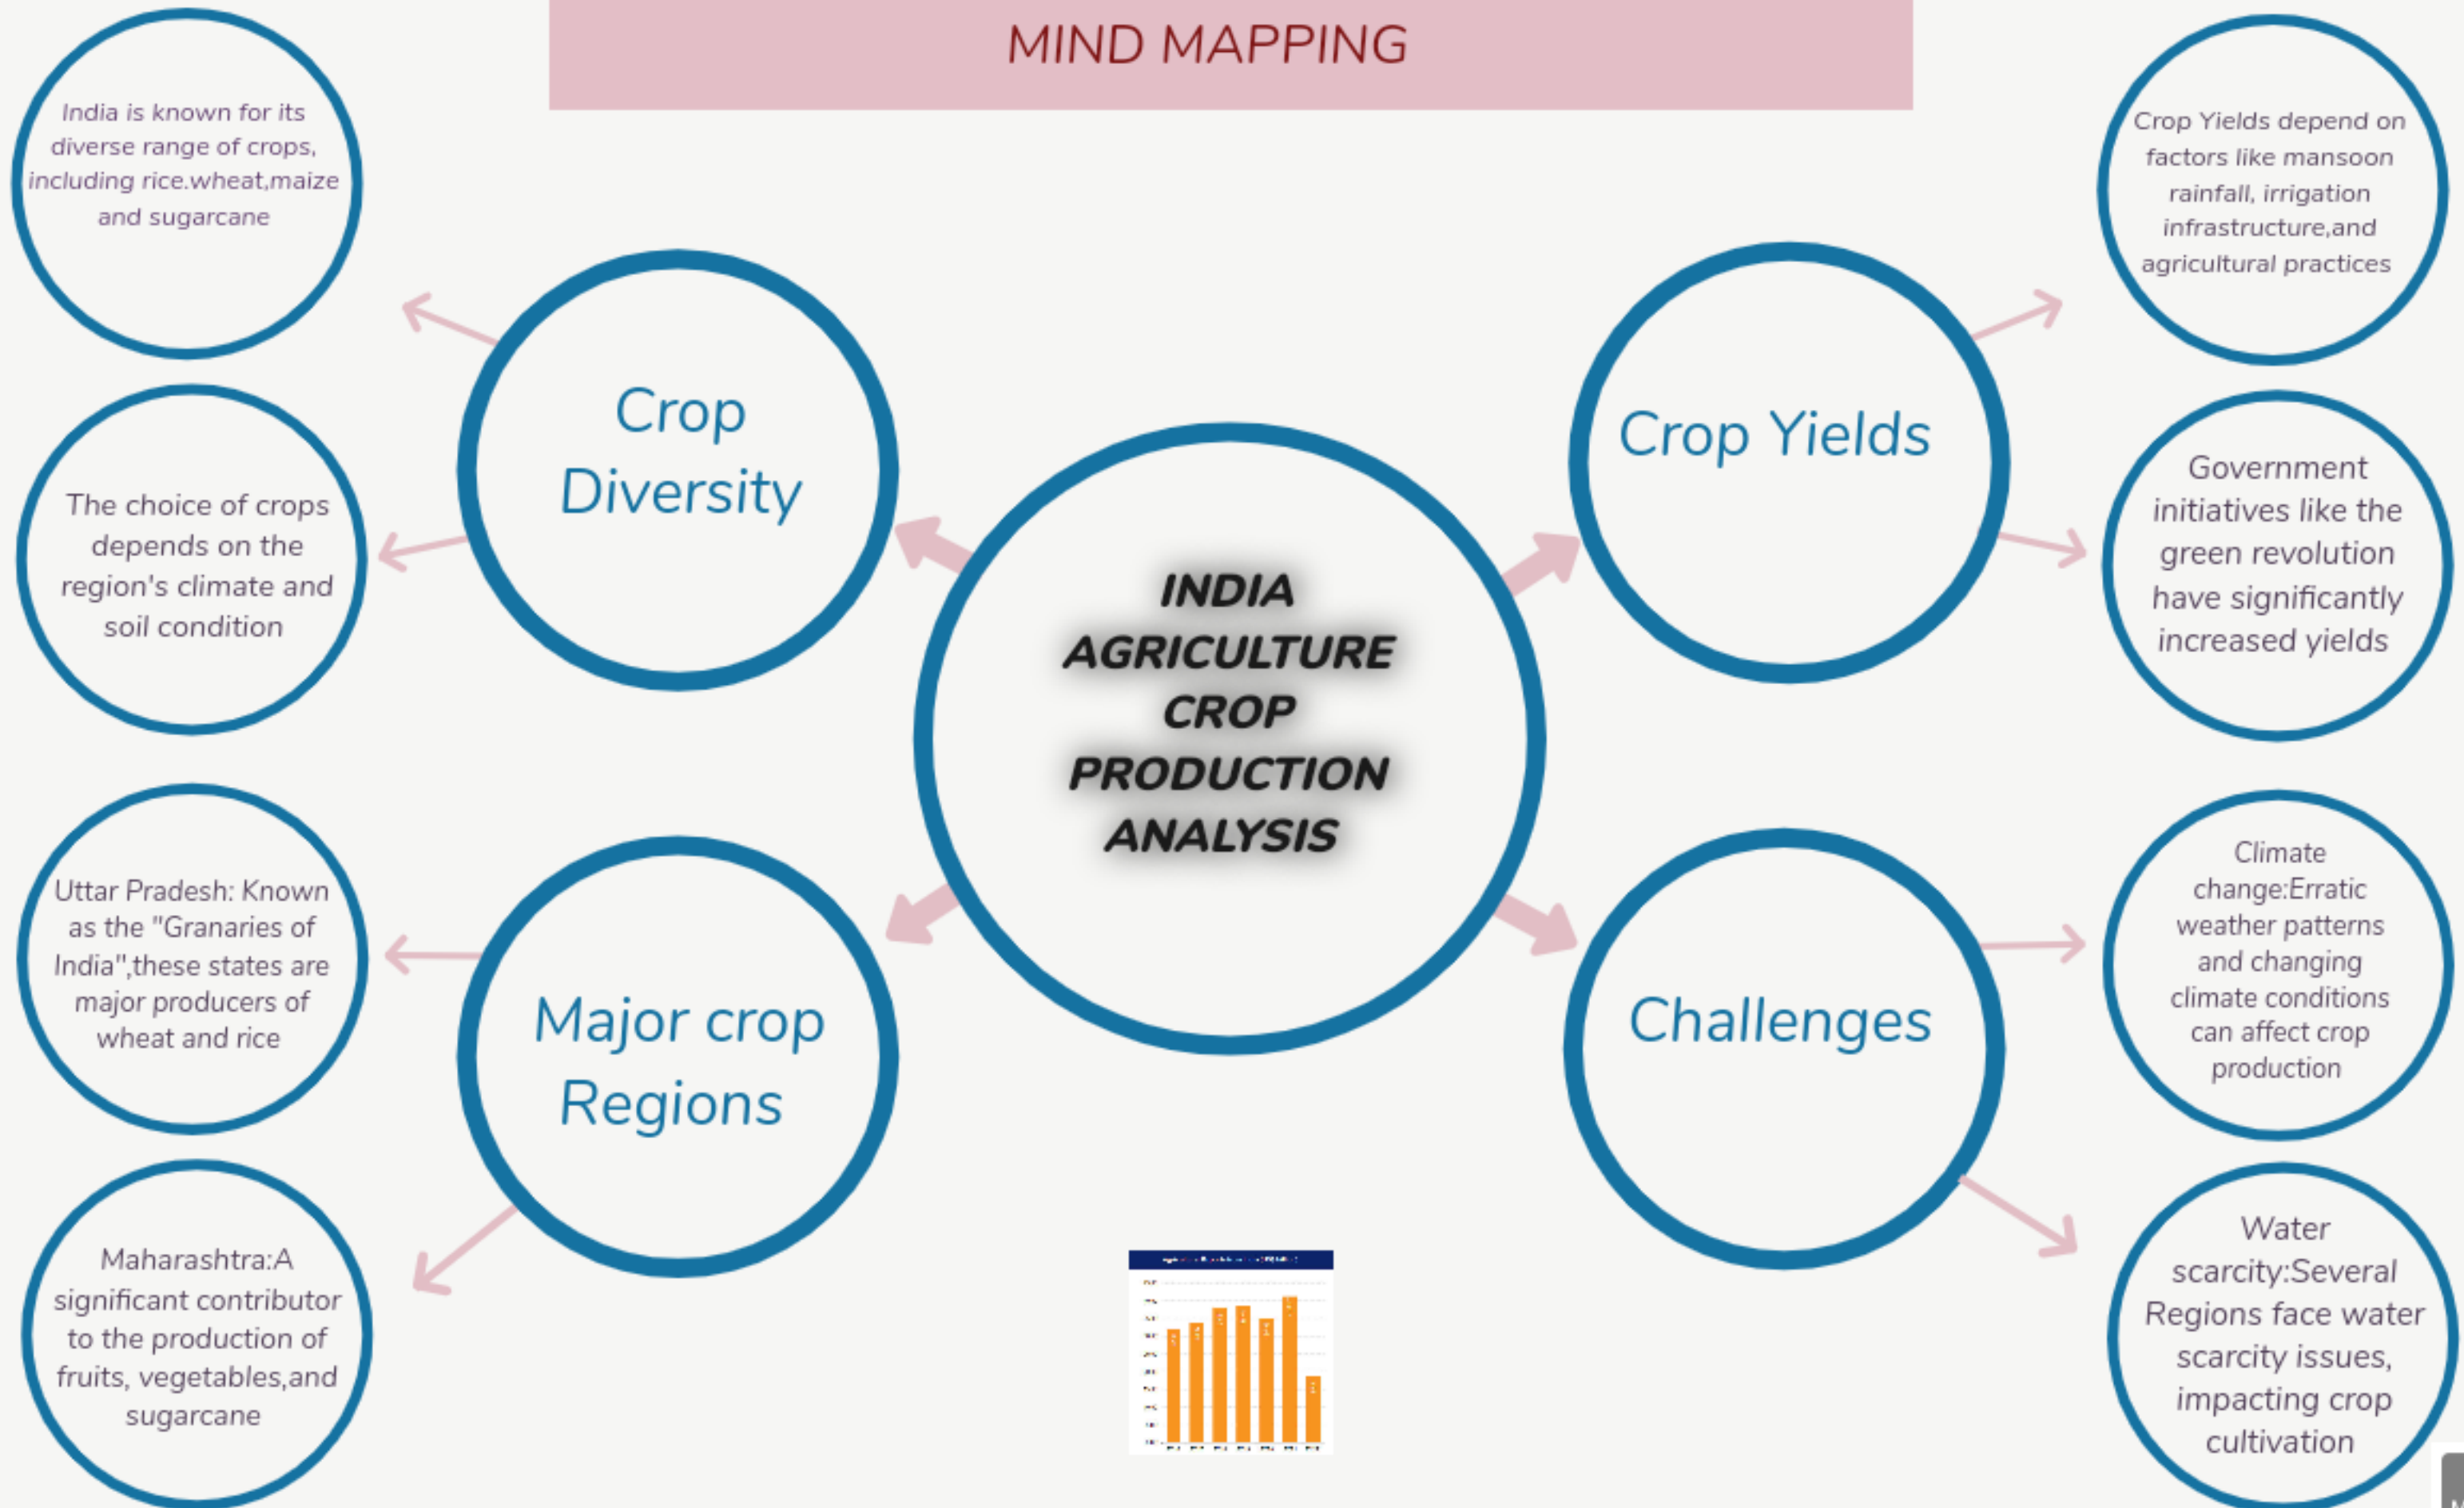 MIND MAPPING
India is known for its
diverse range of crops,
including rice.wheat,maize
and sugarcane
The choice of crops
depends on the
region's climate and
soil condition
Crop
Diversity
Uttar Pradesh: Known
as the "Granaries of
India",these states are
major producers of
wheat and rice
Maharashtra:A
significant contributor
to the production of
fruits, vegetables,and
sugarcane
Major crop
Regions
INDIA
AGRICULTURE
CROP
PRODUCTION
ANALYSIS
Crop Yields
Crop Yields depend on
factors like mansoon
rainfall, irrigation
infrastructure,and
agricultural practices
Government
initiatives like the
green revolution
have significantly
increased yields
Challenges
Climate
change:Erratic
weather patterns
and changing
climate conditions
can affect crop
production
Water
scarcity:Several
Regions face water
scarcity issues,
impacting crop
cultivation